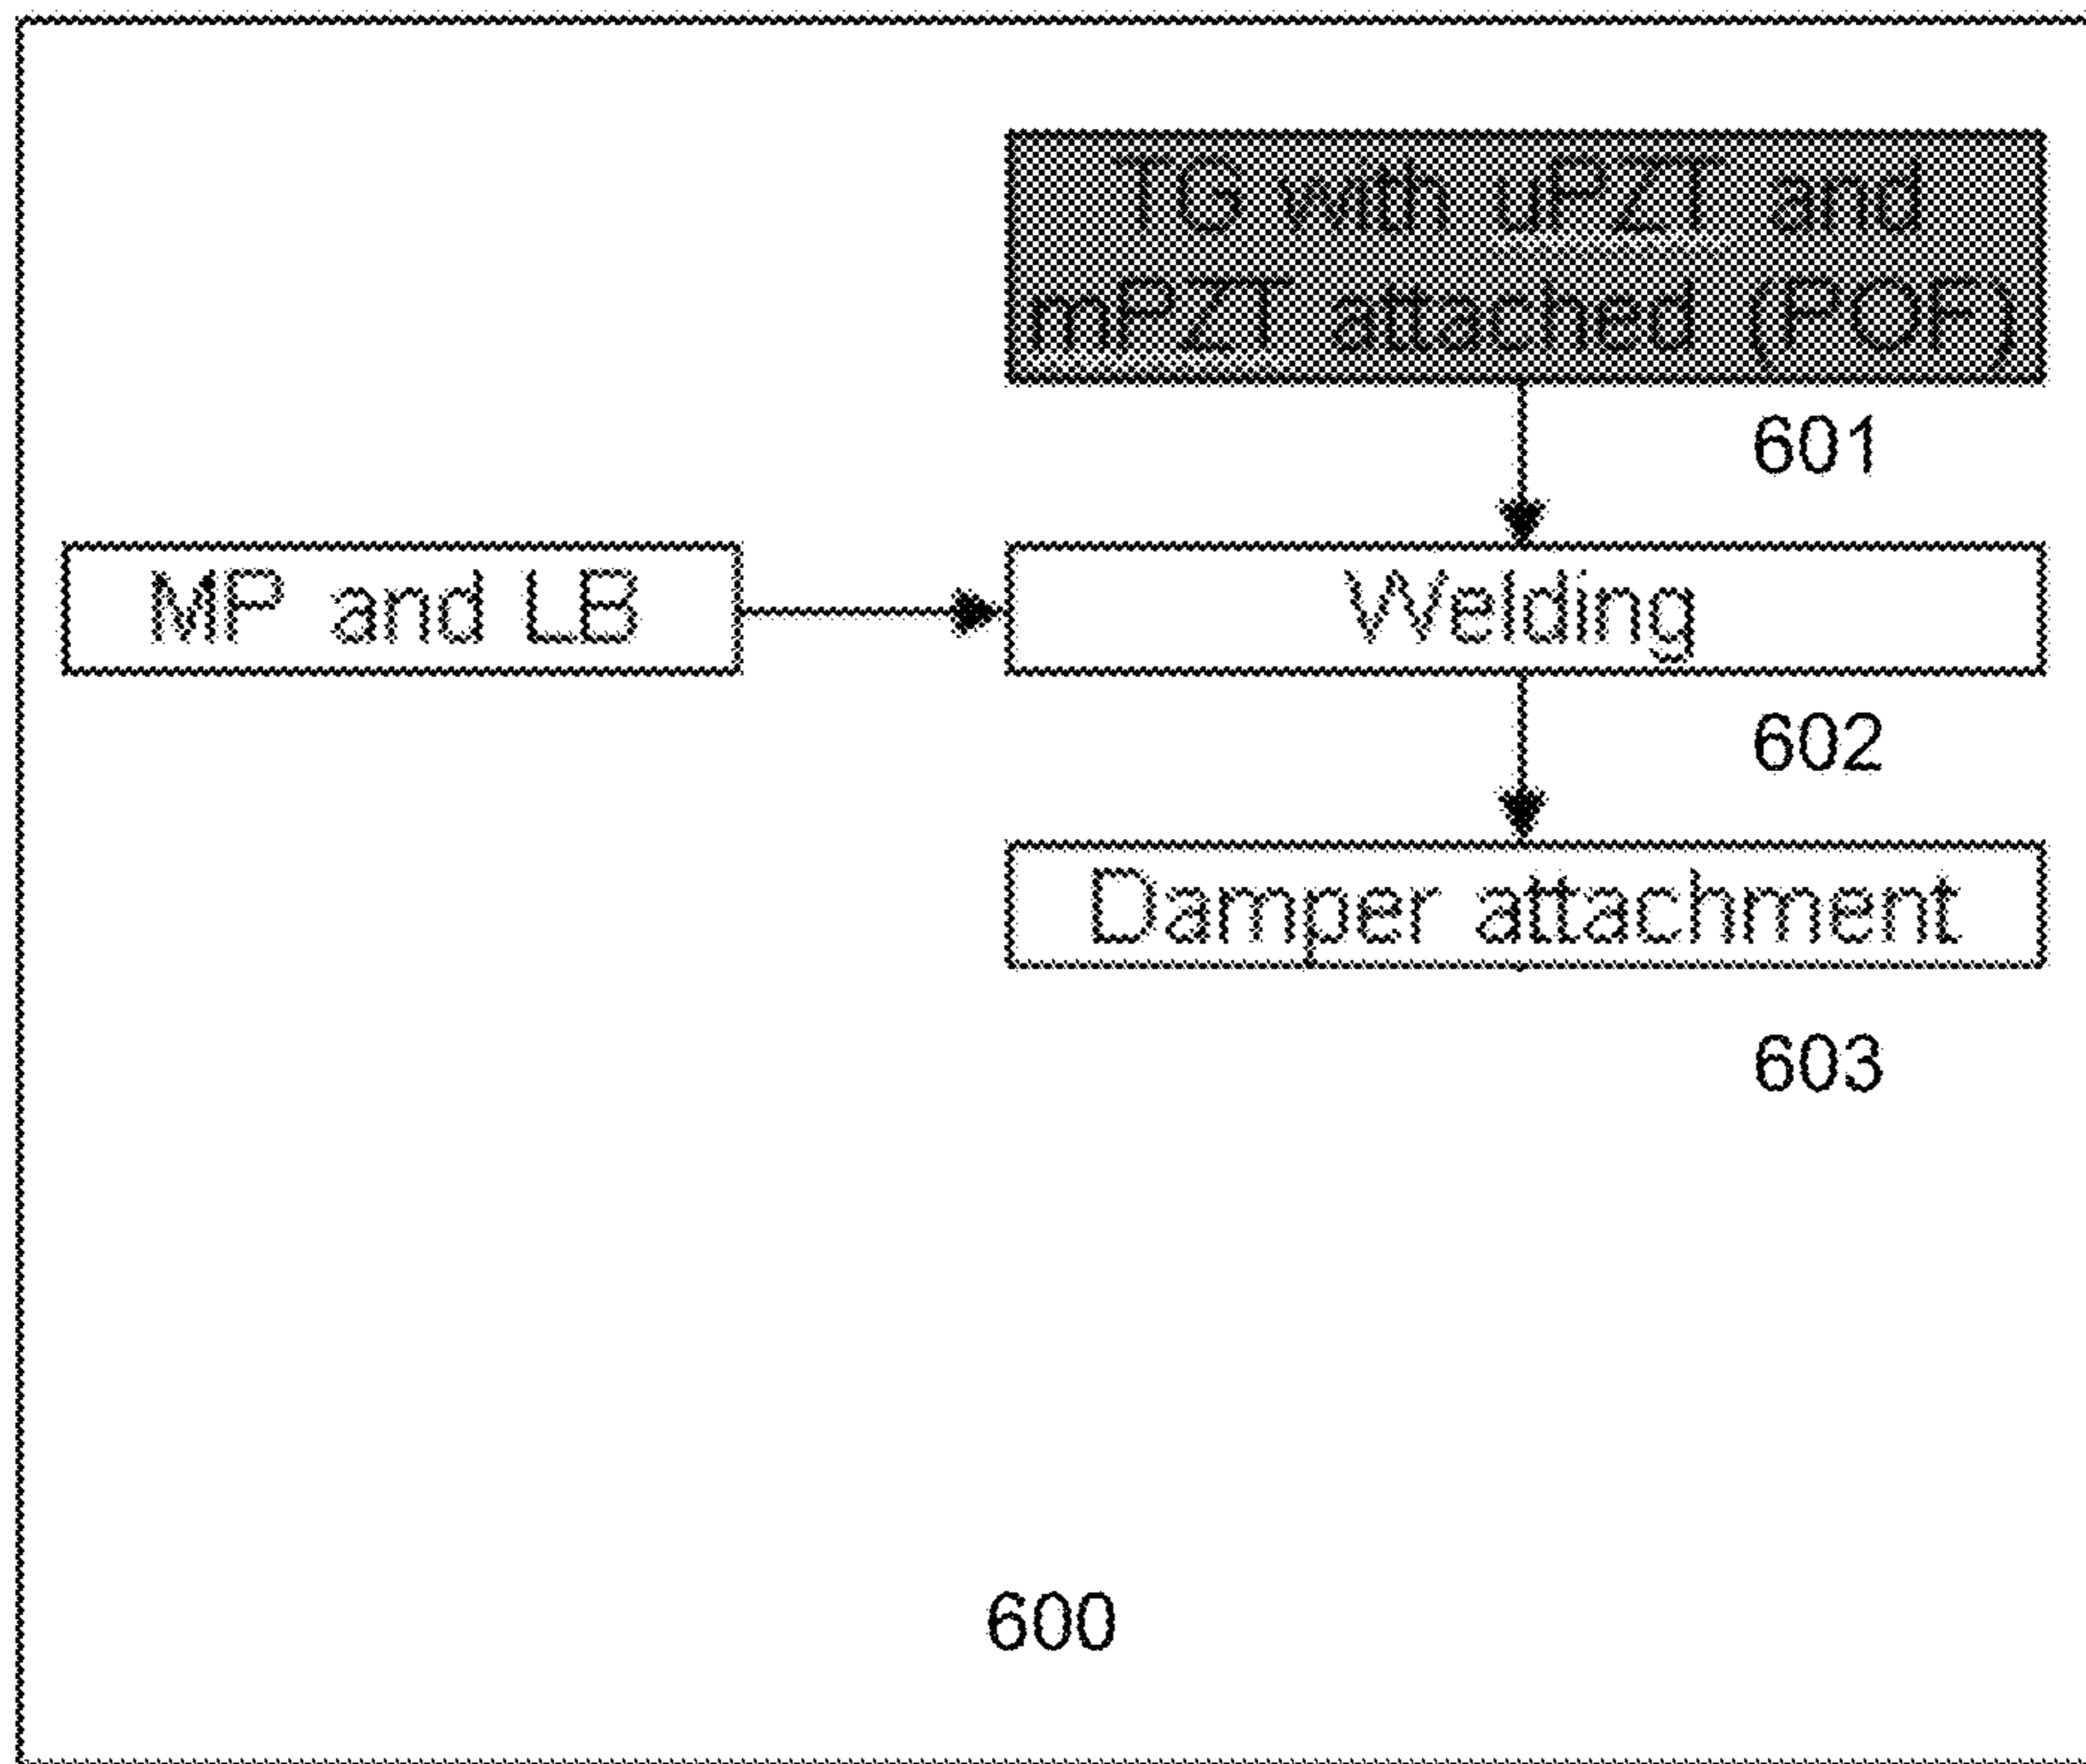 TG with uPZT and
mPZT attached (POF)
601
MP and LB
Welding
602
Damper attachment
603
600